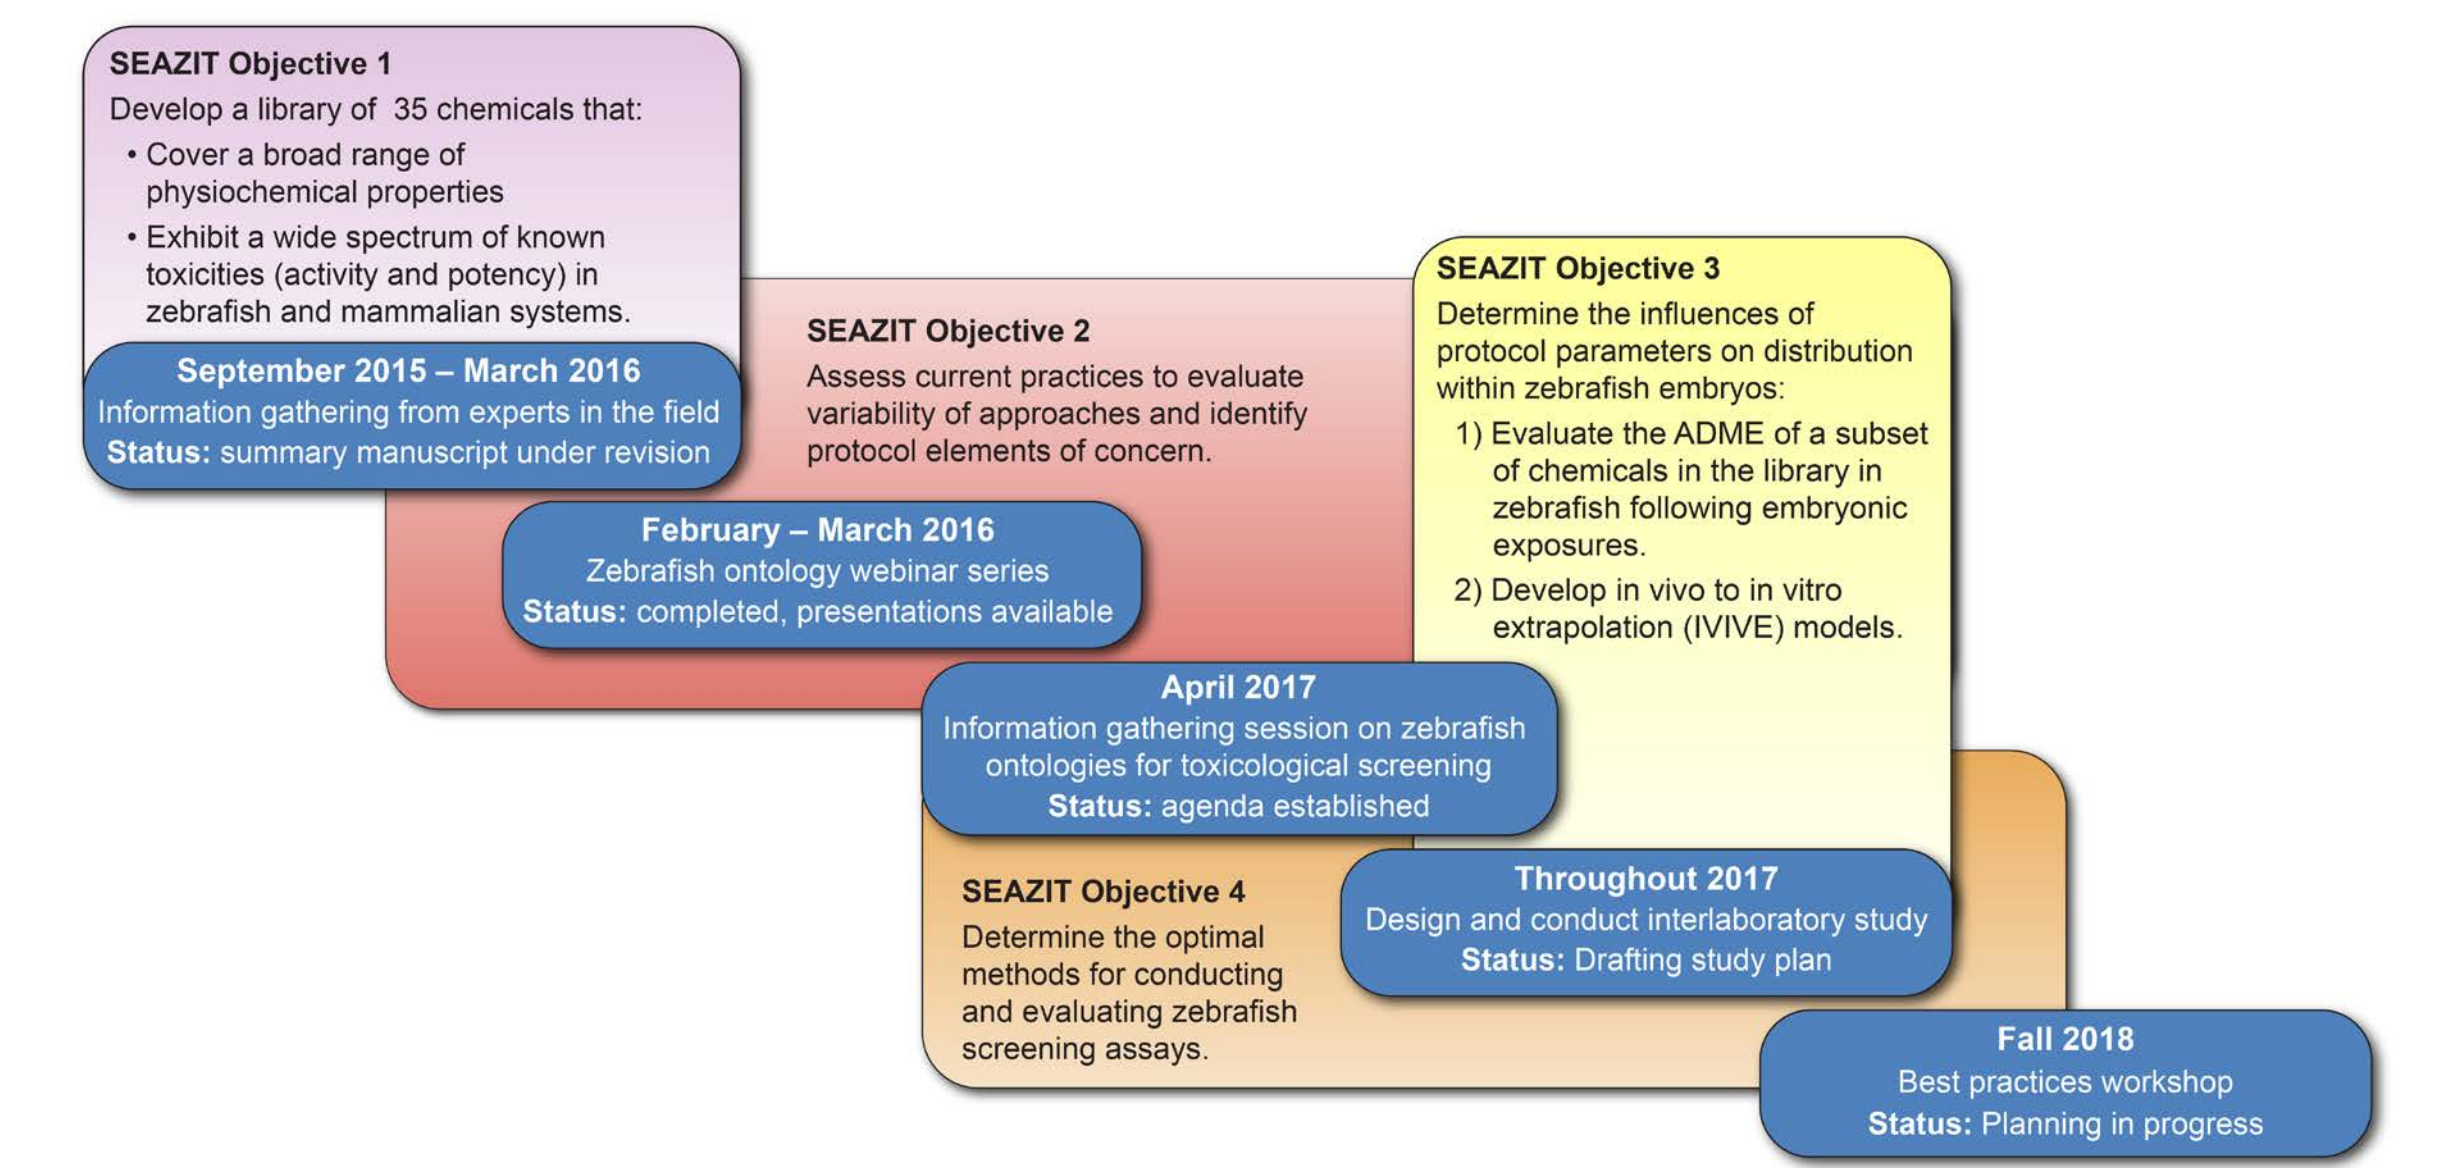 SEAZIT Objective 1
Develop a library of 35 chemicals that:
• Cover a broad range of
physiochemical properties
• Exhibit a wide spectrum of known
toxicities (activity and potency) in
zebrafish and mammalian systems.
September 2015 – March 2016
Information gathering from experts in the field
Status: summary manuscript under revision
SEAZIT Objective 2
Assess current practices to evaluate
variability of approaches and identify
protocol elements of concern.
February – March 2016
Zebrafish ontology webinar series
Status: completed, presentations available
SEAZIT Objective 3
Determine the influences of
protocol parameters on distribution
within zebrafish embryos:
1) Evaluate the ADME of a subset
of chemicals in the library in
zebrafish following embryonic
exposures.
2) Develop in vivo to in vitro
extrapolation (IVIVE) models.
April 2017
Information gathering session on zebrafish
ontologies for toxicological screening
Status: agenda established
SEAZIT Objective 4
Determine the optimal
methods for conducting
and evaluating zebrafish
screening assays.
Throughout 2017
Design and conduct interlaboratory study
Status: Drafting study plan
Fall 2018
Best practices workshop
Status: Planning in progress